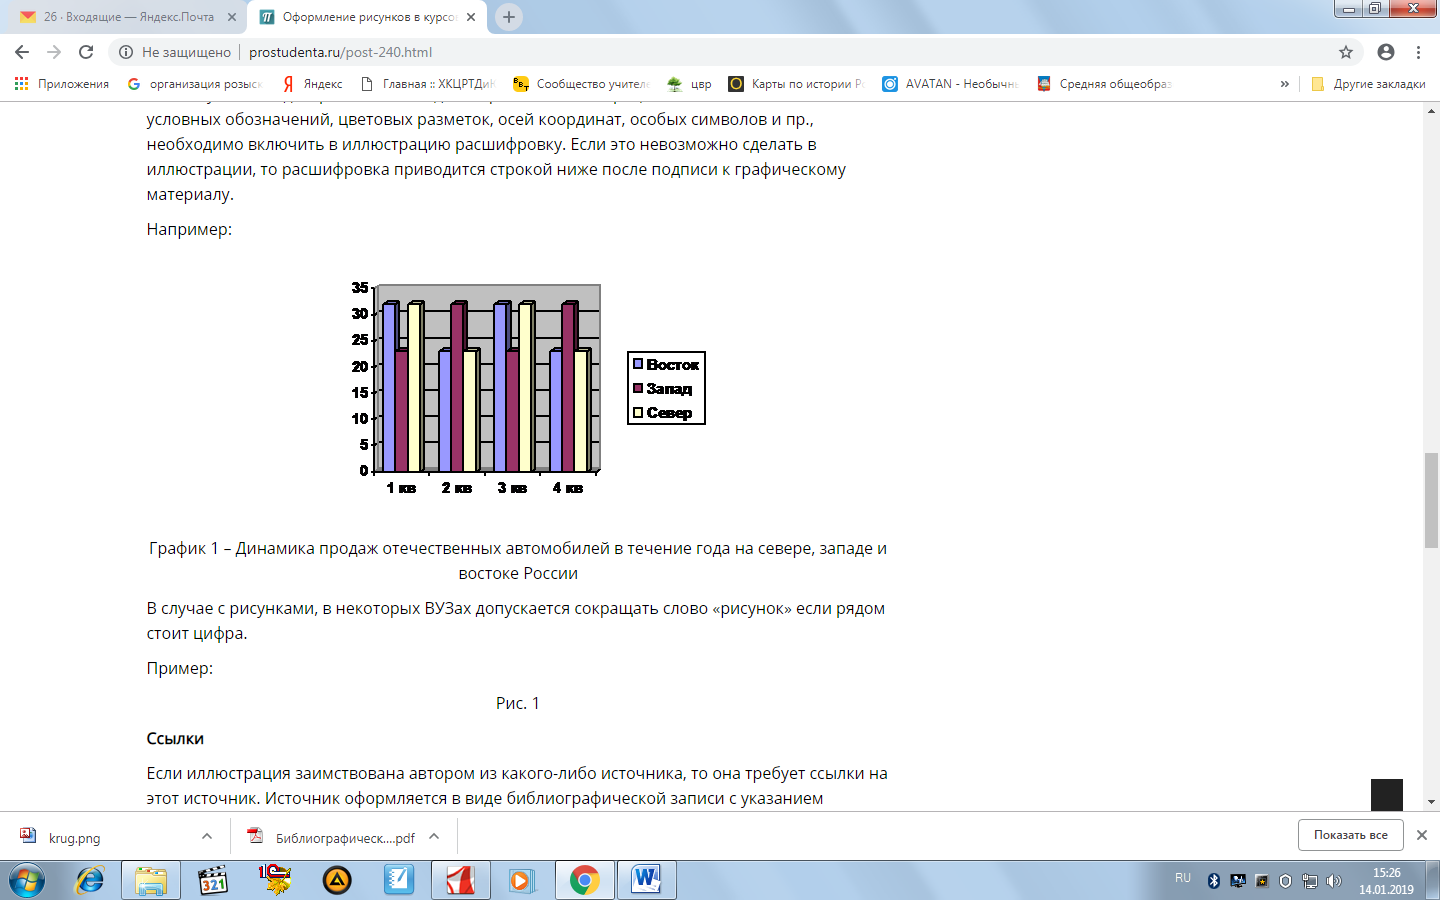 26 · Входящие — Яндекс.Почта
Оформление рисунков в курсо
Не защищено
prostudenta.ru/post-240.html
Приложения
организация розыск
Яндекс
Главная :: ХКЦРТДиЮ
Сообщество учителе
цвр
Карты по истории Ро
AVATAN - Необычны
Средняя общеобраз
»
Другие закладки
условных обозначений, цветовых разметок, осей координат, особых символов и пр.,
необходимо включить в иллюстрацию расшифровку. Если это невозможно сделать в
иллюстрации, то расшифровка приводится строкой ниже после подписи к графическому
материалу.
Например:
35
30
25
20
15
10
5
0
1 кв
2 кв
3 кв
4 кв
Восток
Запад
Север
График 1 – Динамика продаж отечественных автомобилей в течение года на севере, западе и
востоке России
В случае с рисунками, в некоторых ВУЗах допускается сокращать слово «рисунок» если рядом
стоит цифра.
Пример:
Рис. 1
Ссылки
Если иллюстрация заимствована автором из какого-либо источника, то она требует ссылки на
этот источник. Источник оформляется в виде библиографической записи с указанием
krug.png
Библиографическ....pdf
Показать все
321
RU
15:26
14.01.2019